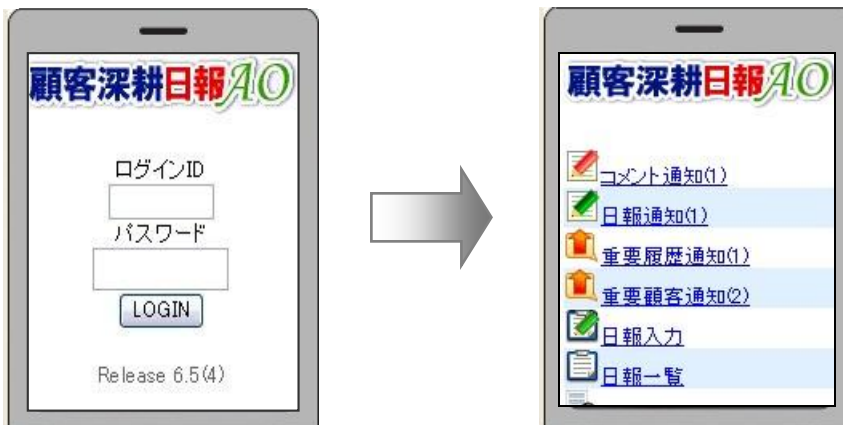 顧客深耕日報AO
ログインID
パスワード
LOGIN
Release 6.5(4)
顧客深耕日報AO
コメント通知(1)
日報通知(1)
重要履歴通知(1)
重要顧客通知(2)
日報入力
日報一覧